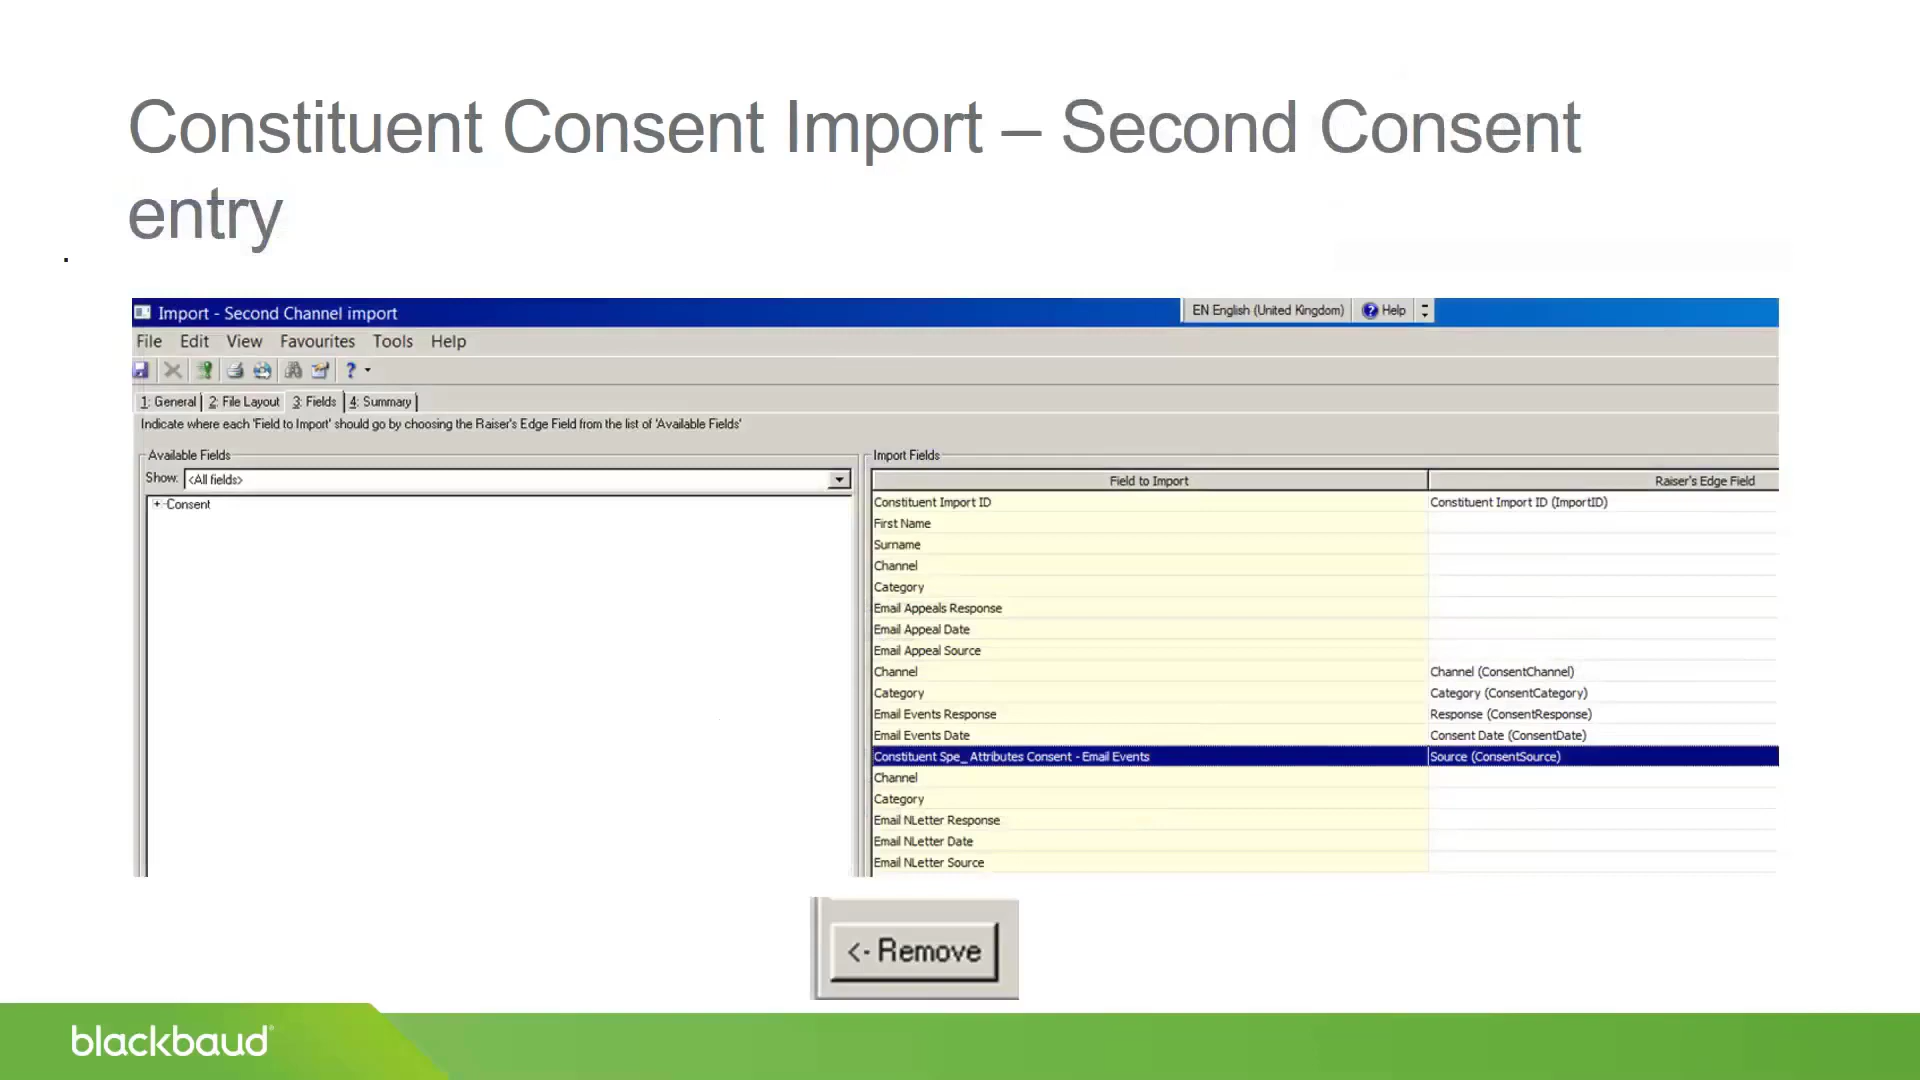 Constituent Consent Import – Second Consent
entry
.
Import - Second Channel import
EN English (United Kingdom)
Help
File Edit View Favourites Tools Help
1: General 2: File Layout 3: Fields 4: Summary
Indicate where each 'Field to Import' should go by choosing the Raiser's Edge Field from the list of 'Available Fields'
Available Fields
Show: <All fields>
+ Consent
Import Fields
Field to Import Raiser's Edge Field
Constituent Import ID Constituent Import ID (ImportID)
First Name
Surname
Channel
Category
Email Appeals Response
Email Appeal Date
Email Appeal Source
Channel Channel (ConsentChannel)
Category Category (ConsentCategory)
Email Events Response Response (ConsentResponse)
Email Events Date Consent Date (ConsentDate)
Constituent Spe_ Attributes Consent - Email Events Source (ConsentSource)
Channel
Category
Email NLetter Response
Email NLetter Date
Email NLetter Source
<- Remove
blackbaud